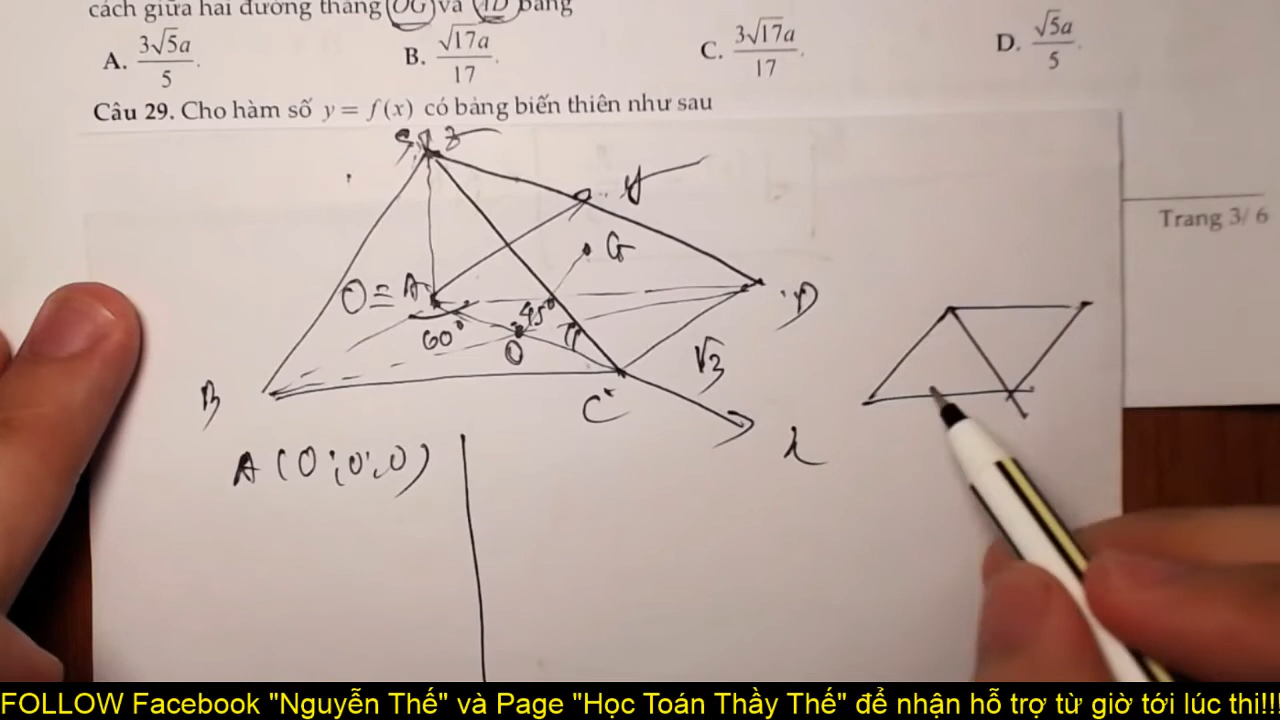 cách giữa hai đường thẳng OG và AD bằng
A. 3√5a/5. B. √17a/17. C. 3√17a/17. D. √5a/5.
Câu 29. Cho hàm số y = f(x) có bảng biến thiên như sau
Trang 3/ 6
S z
y
G
O ≡ A
45°
D
60°
O
√3
B
C
x
A (0;0;0)
FOLLOW Facebook "Nguyễn Thế" và Page "Học Toán Thầy Thế" để nhận hỗ trợ từ giờ tới lúc thi!!!